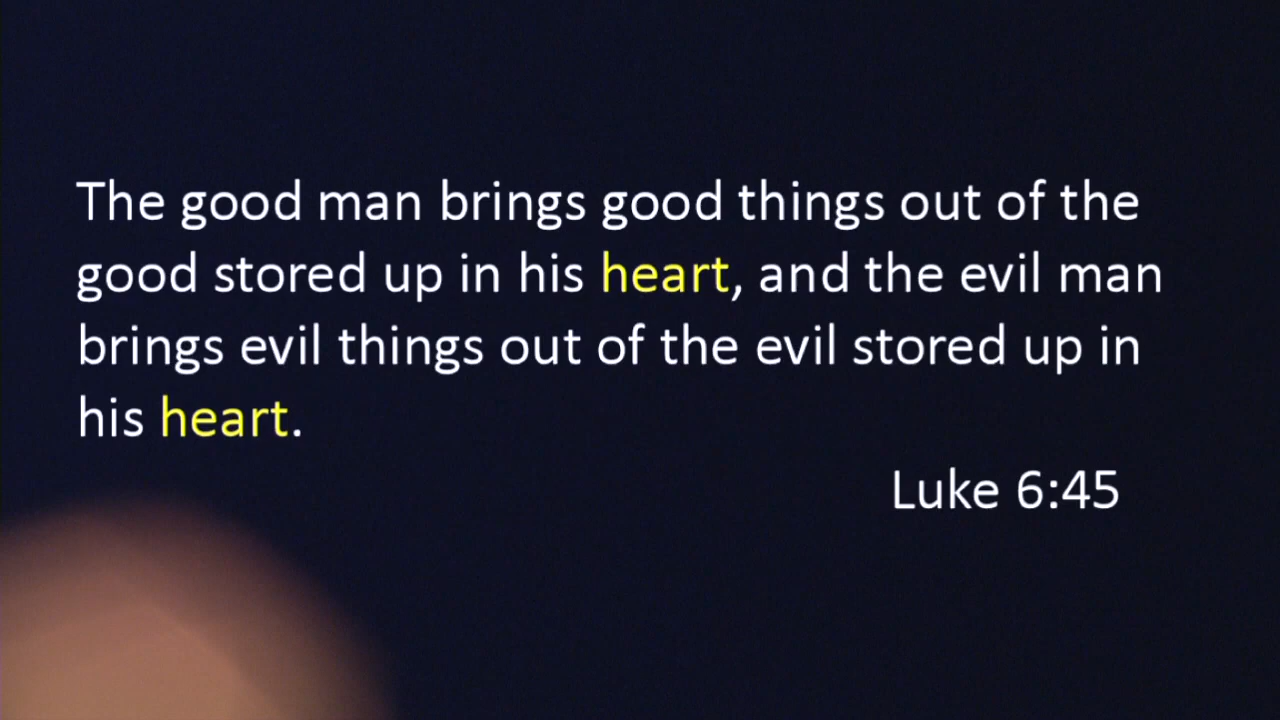 The good man brings good things out of the
good stored up in his heart, and the evil man
brings evil things out of the evil stored up in
his heart.
Luke 6:45